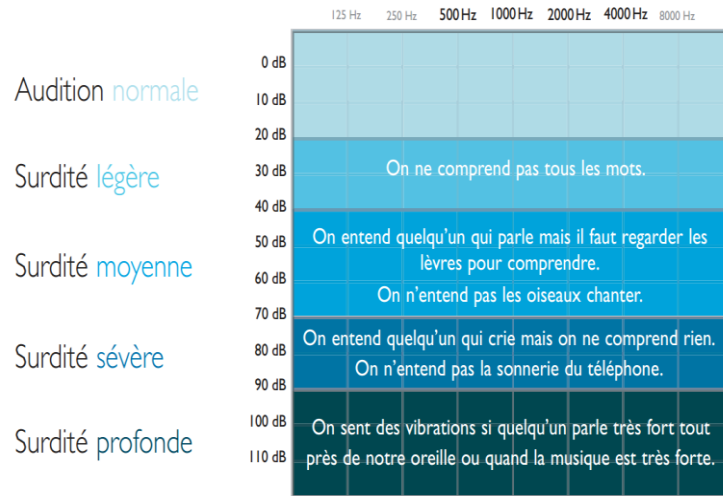 125 Hz 250 Hz 500 Hz 1000 Hz 2000 Hz 4000 Hz 8000 Hz
0 dB
Audition normale
10 dB
20 dB
Surdité légère
30 dB
On ne comprend pas tous les mots.
40 dB
Surdité moyenne
50 dB
On entend quelqu'un qui parle mais il faut regarder les
lèvres pour comprendre.
60 dB
On n'entend pas les oiseaux chanter.
70 dB
Surdité sévère
On entend quelqu'un qui crie mais on ne comprend rien.
80 dB
On n'entend pas la sonnerie du téléphone.
90 dB
Surdité profonde
100 dB
On sent des vibrations si quelqu'un parle très fort tout
110 dB
près de notre oreille ou quand la musique est très forte.